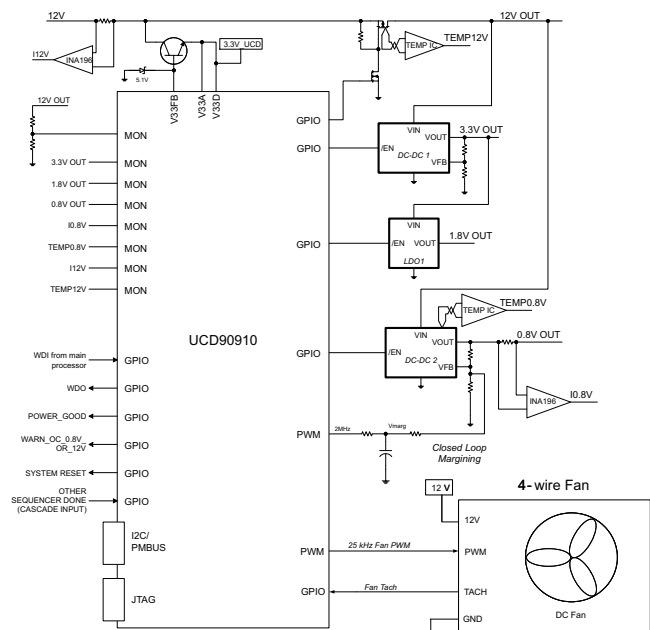 12V
12V OUT
I12V
INA196
5.1V
3.3V_UCD
TEMP IC
TEMP12V
V33FB
V33A
V33D
12V OUT
GPIO
VIN
VOUT
3.3V OUT
GPIO
/EN
DC-DC 1
VFB
MON
3.3V OUT
MON
1.8V OUT
MON
0.8V OUT
MON
I0.8V
MON
TEMP0.8V
MON
I12V
MON
TEMP12V
MON
VIN
GPIO
/EN
VOUT
1.8V OUT
LDO1
UCD90910
TEMP IC
TEMP0.8V
VIN
VOUT
0.8V OUT
GPIO
/EN
DC-DC 2
VFB
INA196
I0.8V
WDI from main
processor
GPIO
WDO
GPIO
POWER_GOOD
GPIO
WARN_OC_0.8V_
OR_12V
GPIO
SYSTEM RESET
GPIO
OTHER
SEQUENCER DONE
(CASCADE INPUT)
GPIO
PWM
2MHz
Vmarg
Closed Loop
Margining
4-wire Fan
12 V
12V
I2C/
PMBUS
PWM
25 kHz Fan PWM
PWM
JTAG
GPIO
Fan Tach
TACH
DC Fan
GND